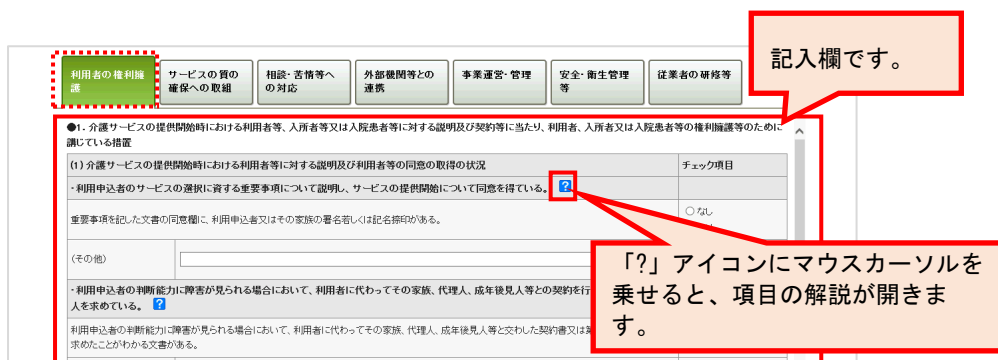 記入欄です。
利用者の権利擁
護
サービスの質の
確保への取組
相談・苦情等へ
の対応
外部機関等との
連携
事業運営・管理
安全・衛生管理
等
従業者の研修等
●1. 介護サービスの提供開始時における利用者等、入所者等又は入院患者等に対する説明及び契約等に当たり、利用者、入所者又は入院患者等の権利擁護等のために
講じている措置
(1) 介護サービスの提供開始時における利用者等に対する説明及び利用者等の同意の取得の状況
チェック項目
・利用申込者のサービスの選択に資する重要事項について説明し、サービスの提供開始について同意を得ている。 ?
重要事項を記した文書の同意欄に、利用申込者又はその家族の署名若しくは記名捺印がある。
なし
(その他)
「?」アイコンにマウスカーソルを
乗せると、項目の解説が開きま
す。
・利用申込者の判断能力に障害が見られる場合において、利用者に代わってその家族、代理人、成年後見人等との契約を行
人を求めている。 ?
利用申込者の判断能力に障害が見られる場合において、利用者に代わってその家族、代理人、成年後見人等と交わした契約書又は
求めたことがわかる文書がある。